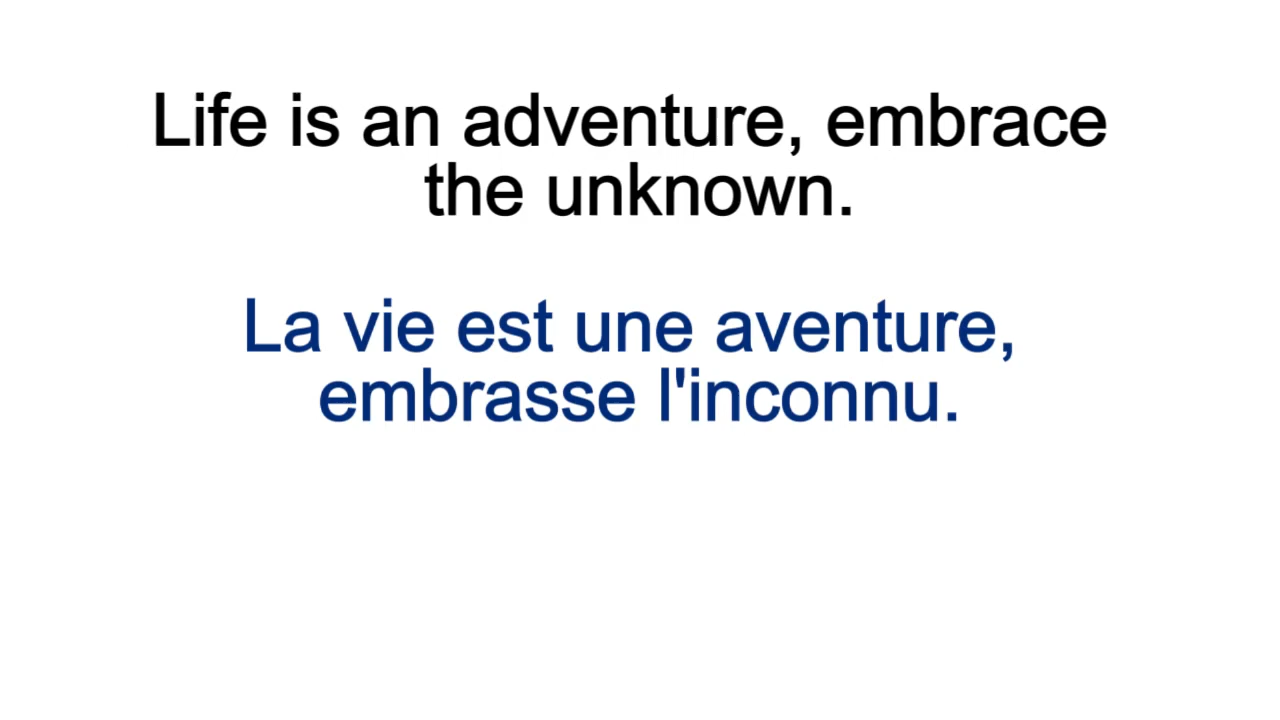 Life is an adventure, embrace
the unknown.
La vie est une aventure,
embrasse l'inconnu.